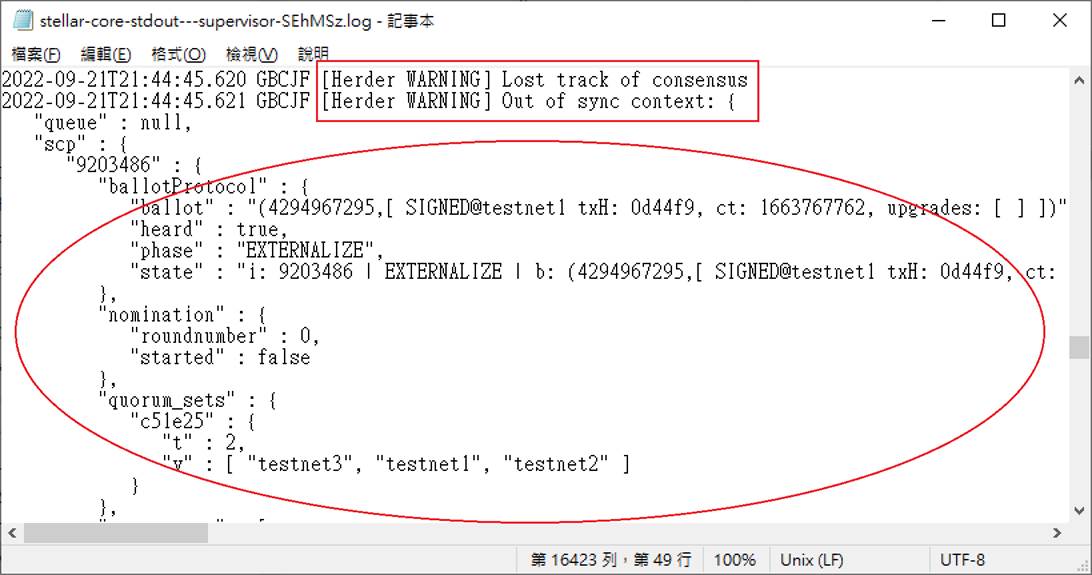 stellar-core-stdout---supervisor-SEhMSz.log - 記事本
檔案(F) 編輯(E) 格式(O) 檢視(V) 說明
2022-09-21T21:44:45.620 GBCJF [Herder WARNING] Lost track of consensus
2022-09-21T21:44:45.621 GBCJF [Herder WARNING] Out of sync context: {
"queue" : null,
"scp" : {
"9203486" : {
"ballotProtocol" : {
"ballot" : "(4294967295,[ SIGNED@testnet1 txH: 0d44f9, ct: 1663767762, upgrades: [ ] ])"
"heard" : true,
"phase" : "EXTERNALIZE",
"state" : "i: 9203486 | EXTERNALIZE | b: (4294967295,[ SIGNED@testnet1 txH: 0d44f9, ct:
},
"nomination" : {
"roundnumber" : 0,
"started" : false
},
"quorum_sets" : {
"c51e25" : {
"t" : 2,
"v" : [ "testnet3", "testnet1", "testnet2" ]
}
},
第 16423 列，第 49 行 100% Unix (LF) UTF-8